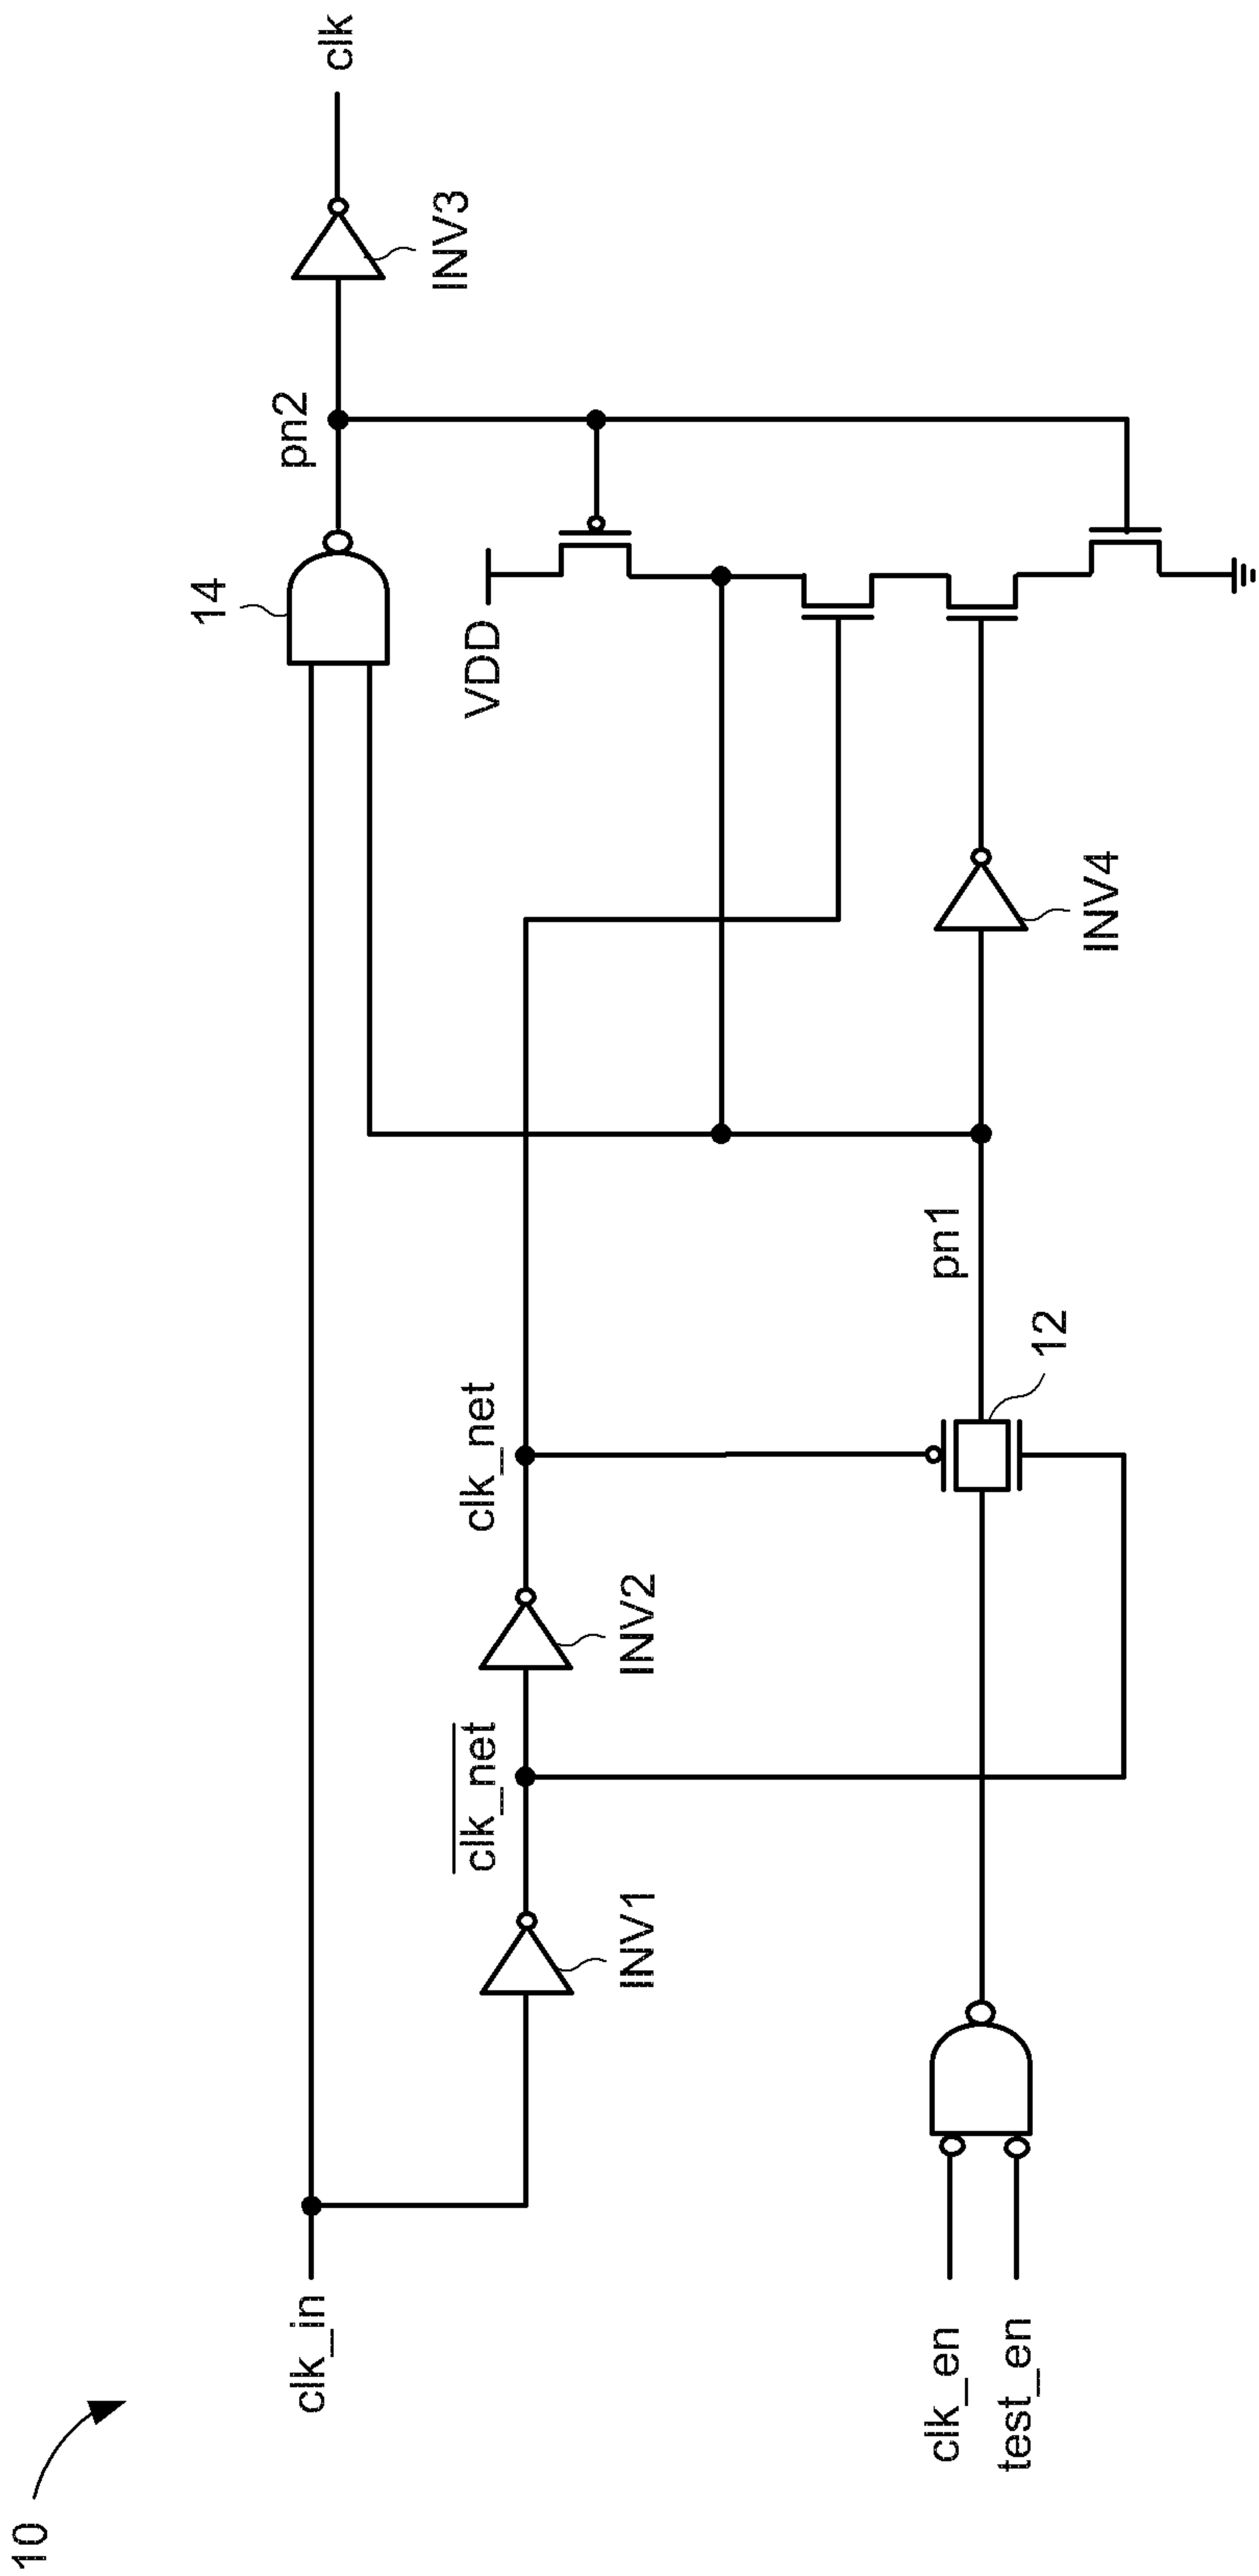 10
clk_in
clk_en
test_en
INV1
clk_net
INV2
clk_net
12
pn1
INV4
14
VDD
pn2
INV3
clk